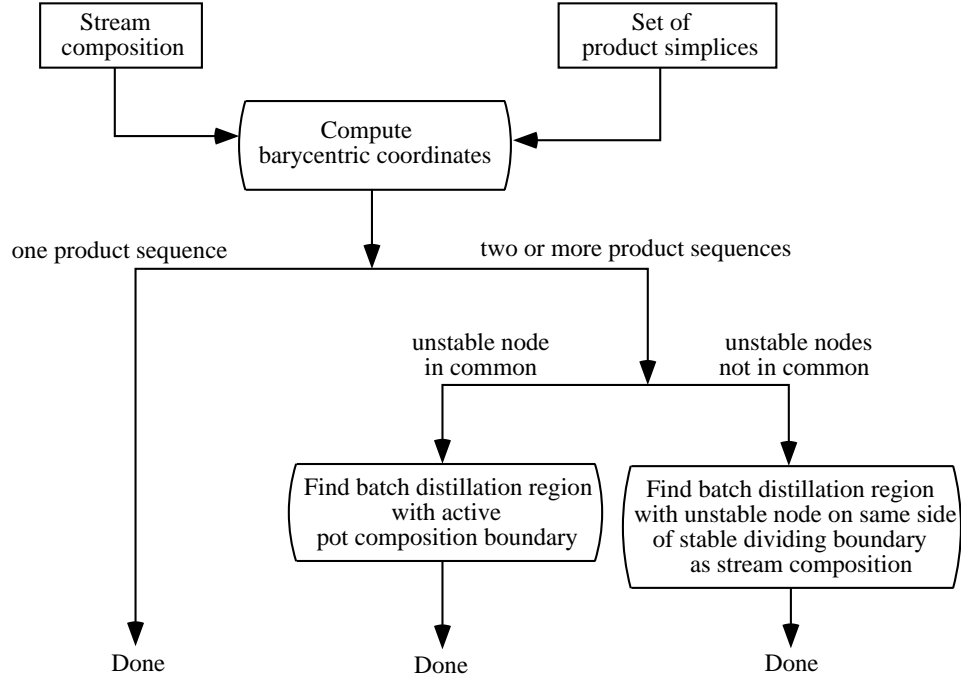 Stream
composition
Set of
product simplices
Compute
barycentric coordinates
one product sequence
two or more product sequences
unstable node
in common
unstable nodes
not in common
Find batch distillation region
with active
pot composition boundary
Find batch distillation region
with unstable node on same side
of stable dividing boundary
as stream composition
Done
Done
Done